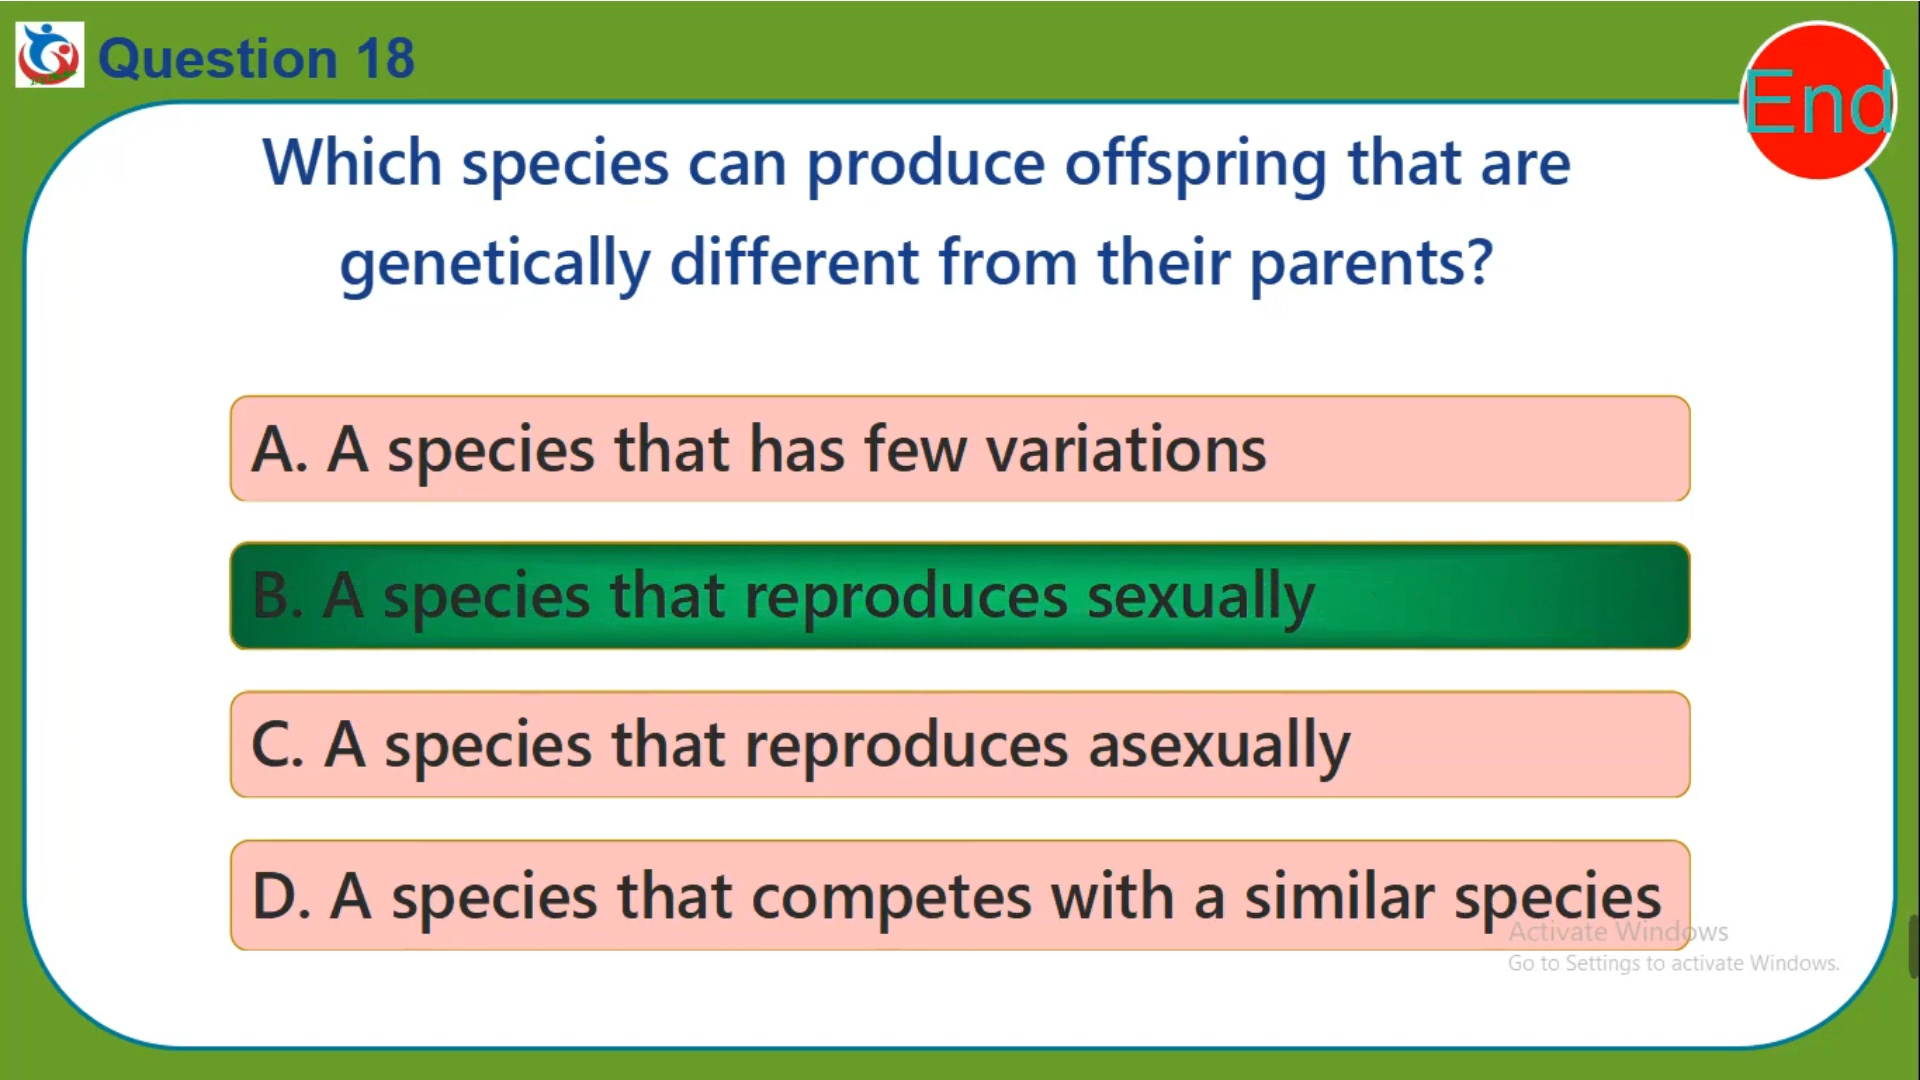 Question 18
End
Which species can produce offspring that are
genetically different from their parents?
A. A species that has few variations
B. A species that reproduces sexually
C. A species that reproduces asexually
D. A species that competes with a similar species
Activate Windows
Go to Settings to activate Windows.